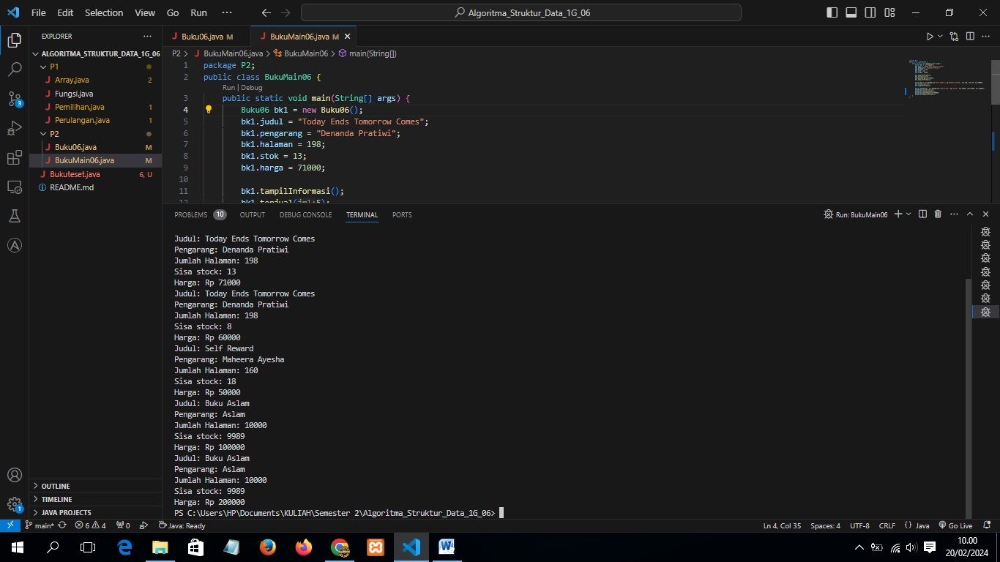 File Edit Selection View Go Run ··· Algoritma_Struktur_Data_1G_06
EXPLORER ···
ALGORITMA_STRUKTUR_DATA_1G_06
P1
Array.java 2
Fungsi.java
Pemilihan.java 1
Perulangan.java 1
P2
Buku06.java M
BukuMain06.java M
Bukuteset.java 6, U
README.md
OUTLINE
TIMELINE
JAVA PROJECTS
3
1
Buku06.java M BukuMain06.java M
P2 > BukuMain06.java > BukuMain06 > main(String[])
1 package P2;
2 public class BukuMain06 {
Run | Debug
3 public static void main(String[] args) {
4 Buku06 bk1 = new Buku06();
5 bk1.judul = "Today Ends Tomorrow Comes";
6 bk1.pengarang = "Denanda Pratiwi";
7 bk1.halaman = 198;
8 bk1.stok = 13;
9 bk1.harga = 71000;
10
11 bk1.tampilInformasi();
12 bk1.terjual(jml:5);
PROBLEMS 10 OUTPUT DEBUG CONSOLE TERMINAL PORTS Run: BukuMain06
Judul: Today Ends Tomorrow Comes
Pengarang: Denanda Pratiwi
Jumlah Halaman: 198
Sisa stock: 13
Harga: Rp 71000
Judul: Today Ends Tomorrow Comes
Pengarang: Denanda Pratiwi
Jumlah Halaman: 198
Sisa stock: 8
Harga: Rp 60000
Judul: Self Reward
Pengarang: Maheera Ayesha
Jumlah Halaman: 160
Sisa stock: 18
Harga: Rp 50000
Judul: Buku Aslam
Pengarang: Aslam
Jumlah Halaman: 10000
Sisa stock: 9989
Harga: Rp 100000
Judul: Buku Aslam
Pengarang: Aslam
Jumlah Halaman: 10000
Sisa stock: 9989
Harga: Rp 200000
PS C:\Users\HP\Documents\KULIAH\Semester 2\Algoritma_Struktur_Data_1G_06>
main* 6 4 0 Java: Ready Ln 4, Col 35 Spaces: 4 UTF-8 CRLF {} Java Go Live
10.00
20/02/2024